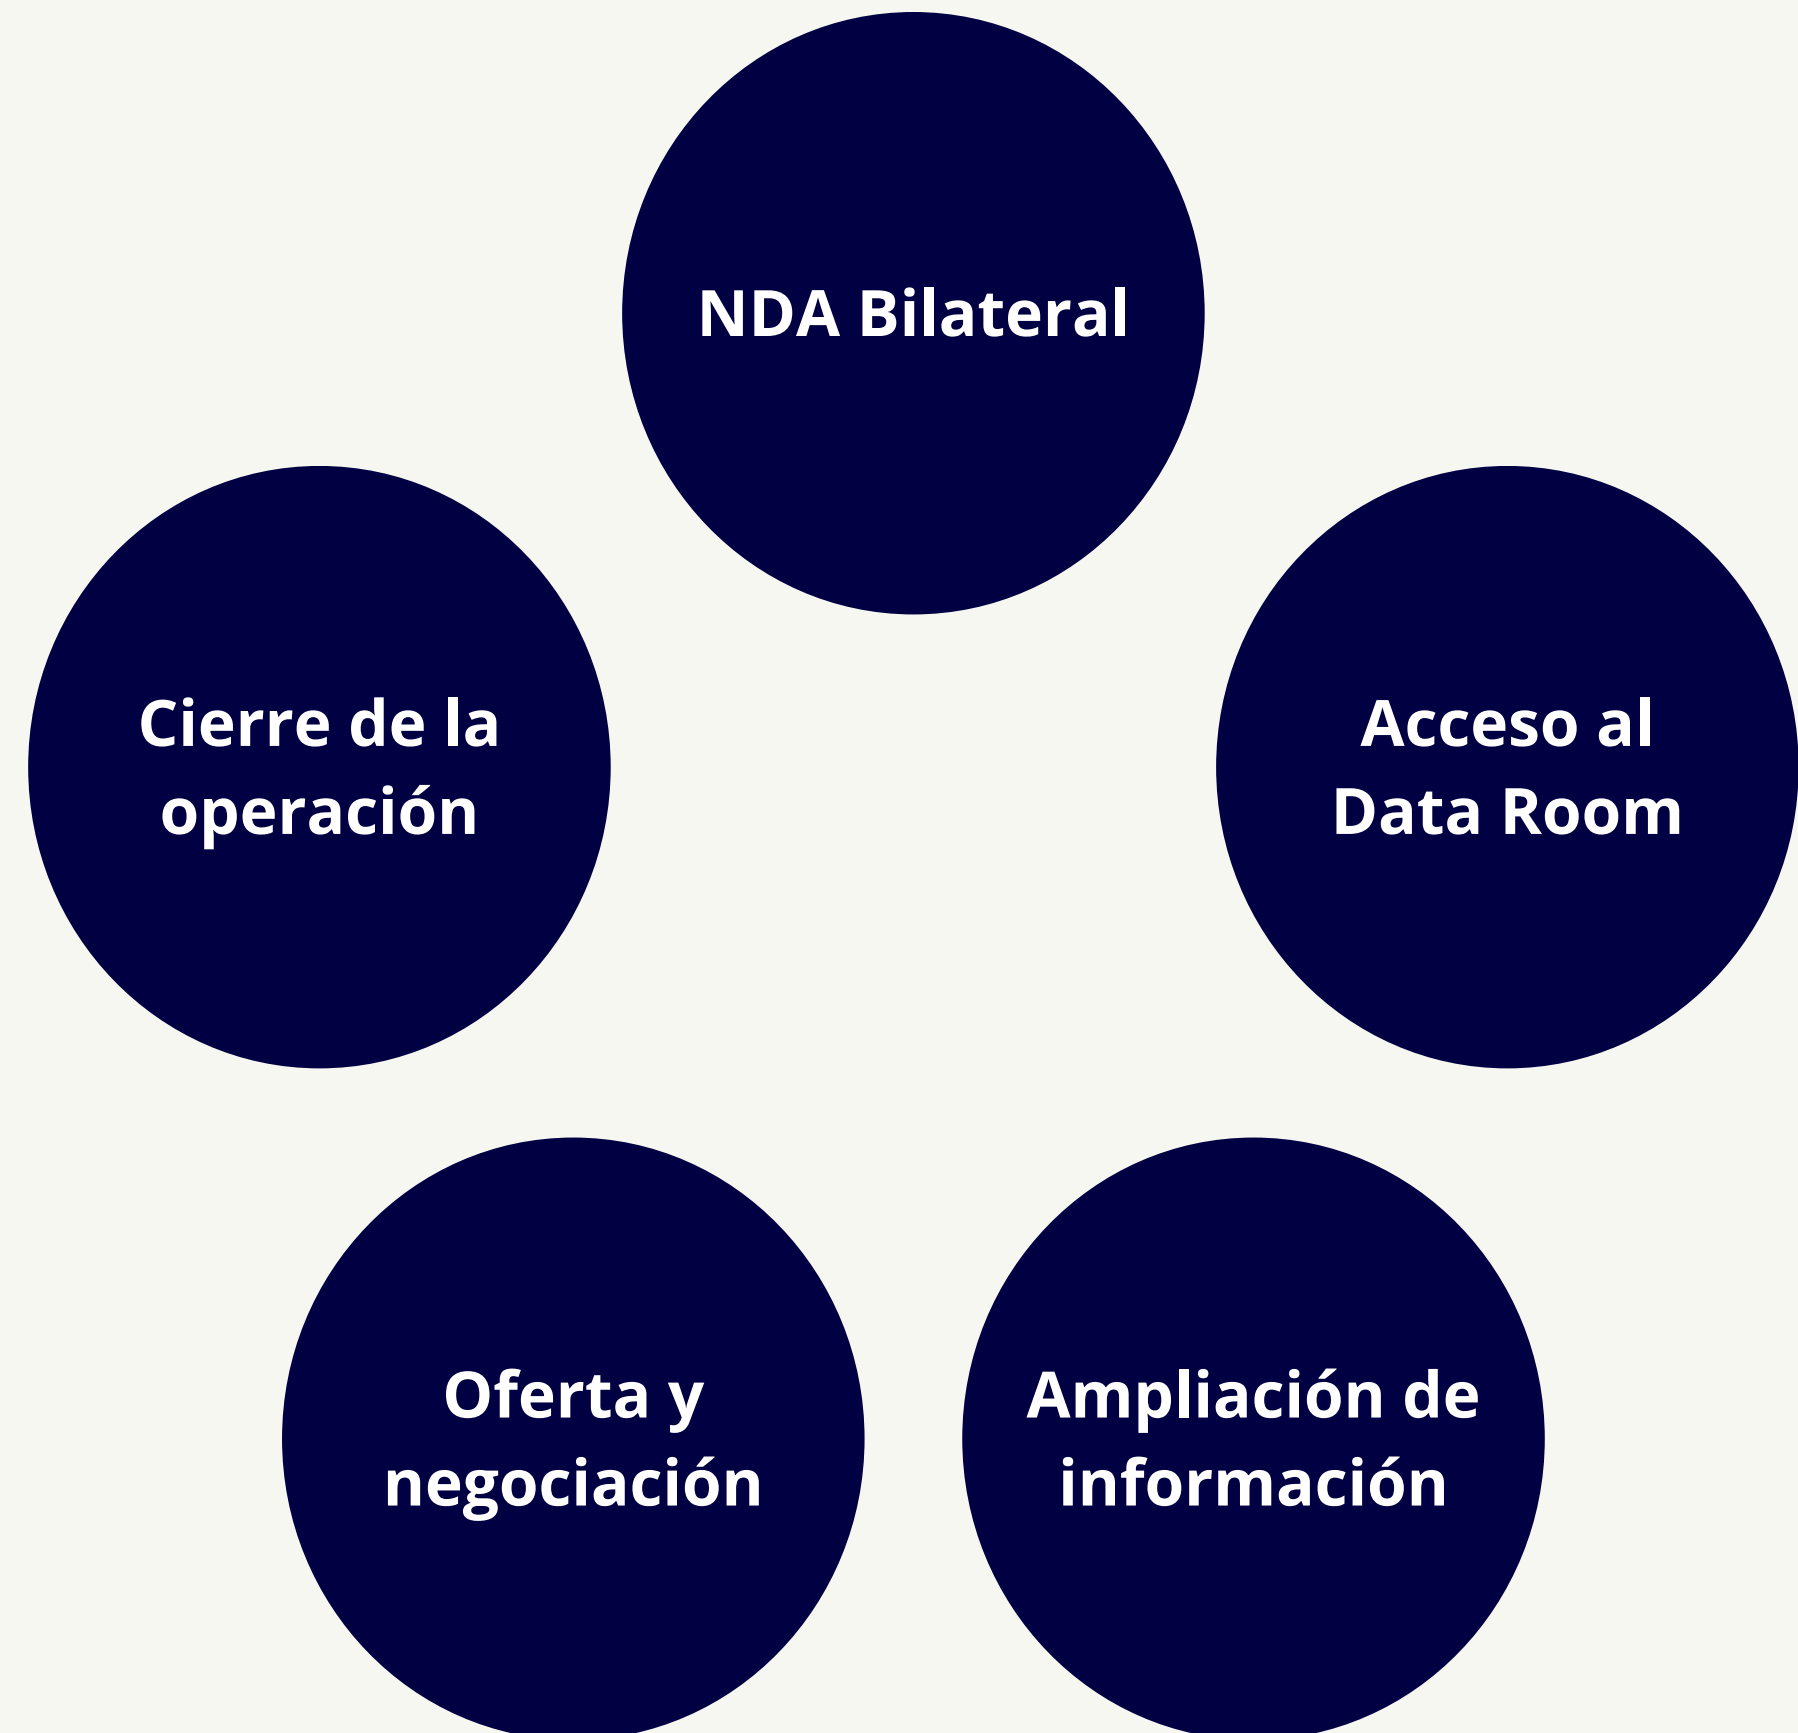 NDA Bilateral
Acceso al
Data Room
Ampliación de
información
Oferta y
negociación
Cierre de la
operación